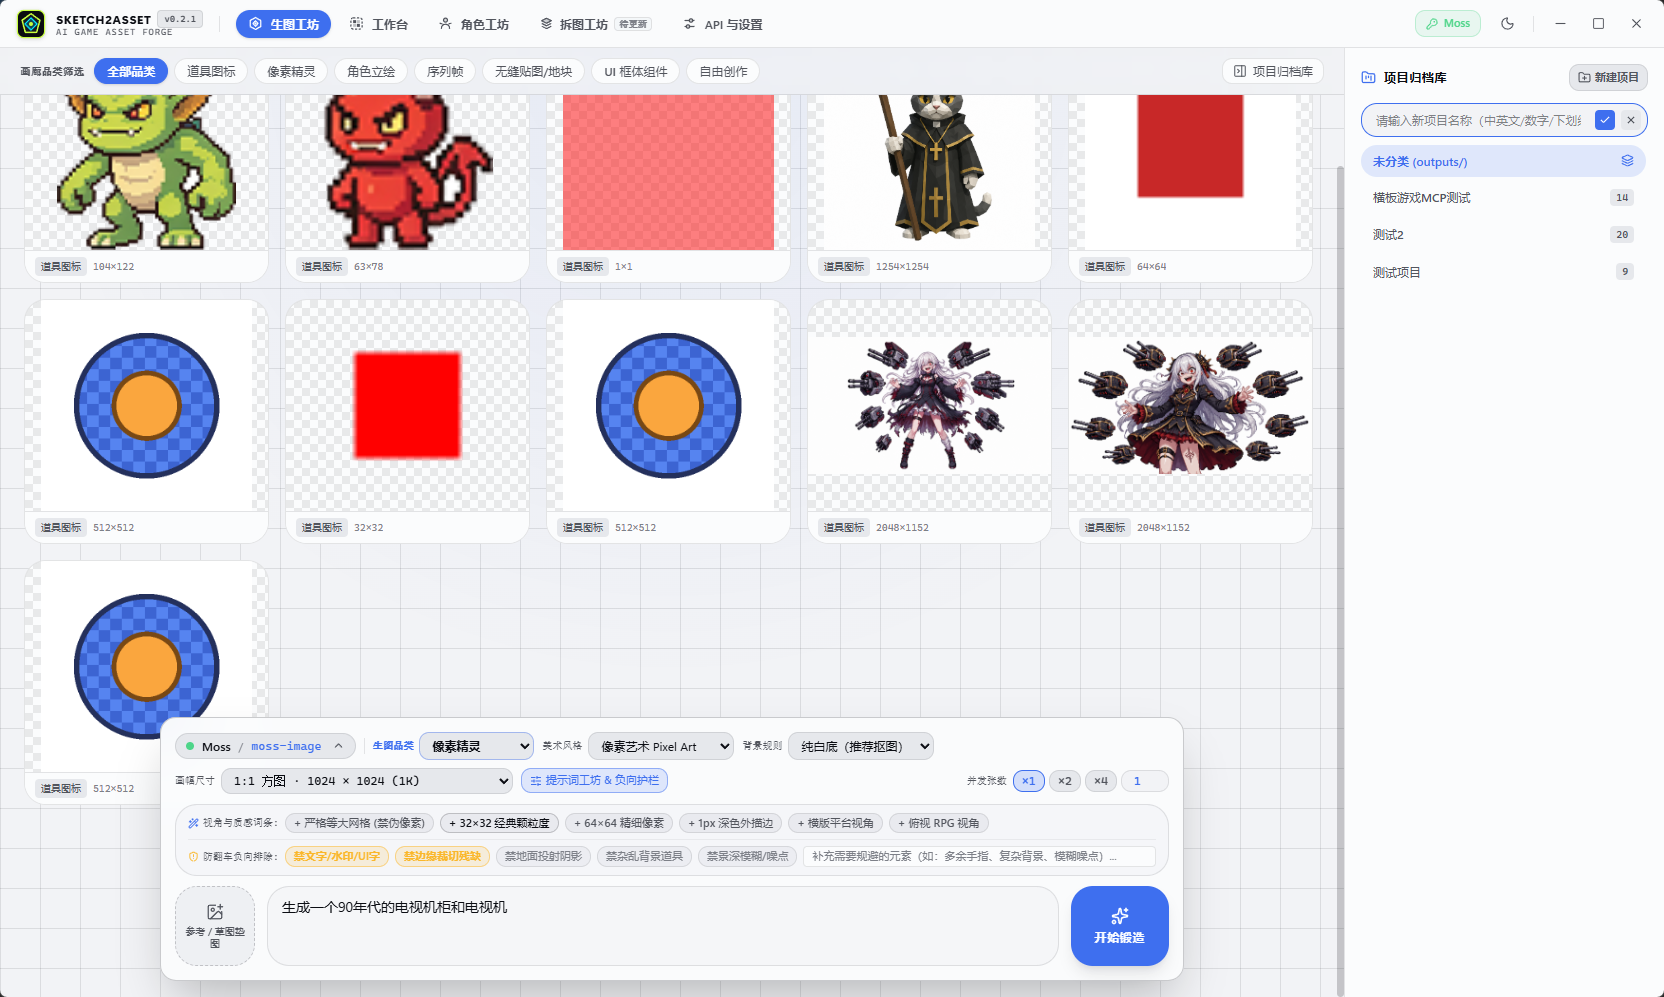 SKETCH2ASSET v0.2.1
AI GAME ASSET FORGE
生图工坊
工作台
角色工坊
拆图工坊 待更新
API 与设置
Moss
画廊品类筛选
全部品类
道具图标
像素精灵
角色立绘
序列帧
无缝贴图/地块
UI 框体组件
自由创作
项目归档库
道具图标 104×122
道具图标 63×78
道具图标 1×1
道具图标 1254×1254
道具图标 64×64
道具图标 512×512
道具图标 32×32
道具图标 512×512
道具图标 2048×1152
道具图标 2048×1152
道具图标 512×512
项目归档库
新建项目
请输入新项目名称（中英文/数字/下划
未分类 (outputs/)
横板游戏MCP测试 14
测试2 20
测试项目 9
Moss / moss-image
生图品类 像素精灵
美术风格 像素艺术 Pixel Art
背景规则 纯白底（推荐抠图）
画幅尺寸 1:1 方图 · 1024 × 1024 (1K)
提示词工坊 & 负向护栏
并发张数 ×1 ×2 ×4 1
视角与质感词条：
+ 严格等大网格 (禁伪像素)
+ 32×32 经典颗粒度
+ 64×64 精细像素
+ 1px 深色外描边
+ 横版平台视角
+ 俯视 RPG 视角
防翻车负向排除：
禁文字/水印/UI字
禁边缘裁切残缺
禁地面投射阴影
禁杂乱背景道具
禁景深模糊/噪点
补充需要规避的元素（如：多余手指、复杂背景、模糊噪点）...
参考 / 草图垫
图
生成一个90年代的电视机柜和电视机
开始锻造